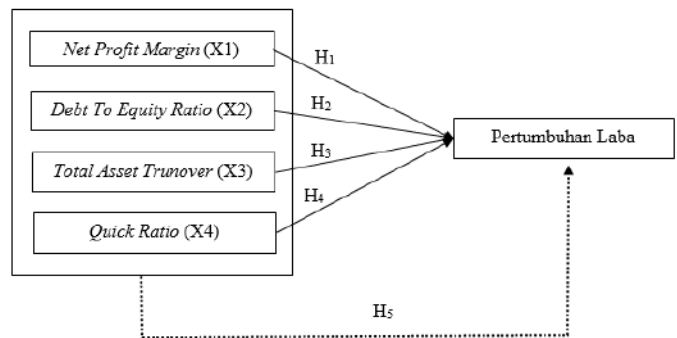 Net Profit Margin (X1)
H1
H2
Debt To Equity Ratio (X2)
Pertumbuhan Laba
H3
Total Asset Trunover (X3)
H4
Quick Ratio (X4)
H5